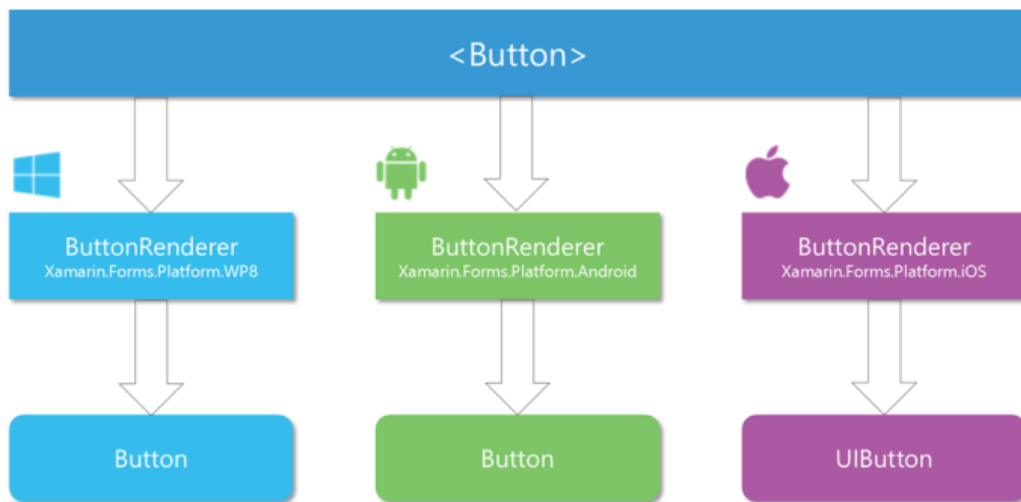 <Button>
ButtonRenderer
Xamarin.Forms.Platform.WP8
ButtonRenderer
Xamarin.Forms.Platform.Android
ButtonRenderer
Xamarin.Forms.Platform.iOS
Button
Button
UIButton